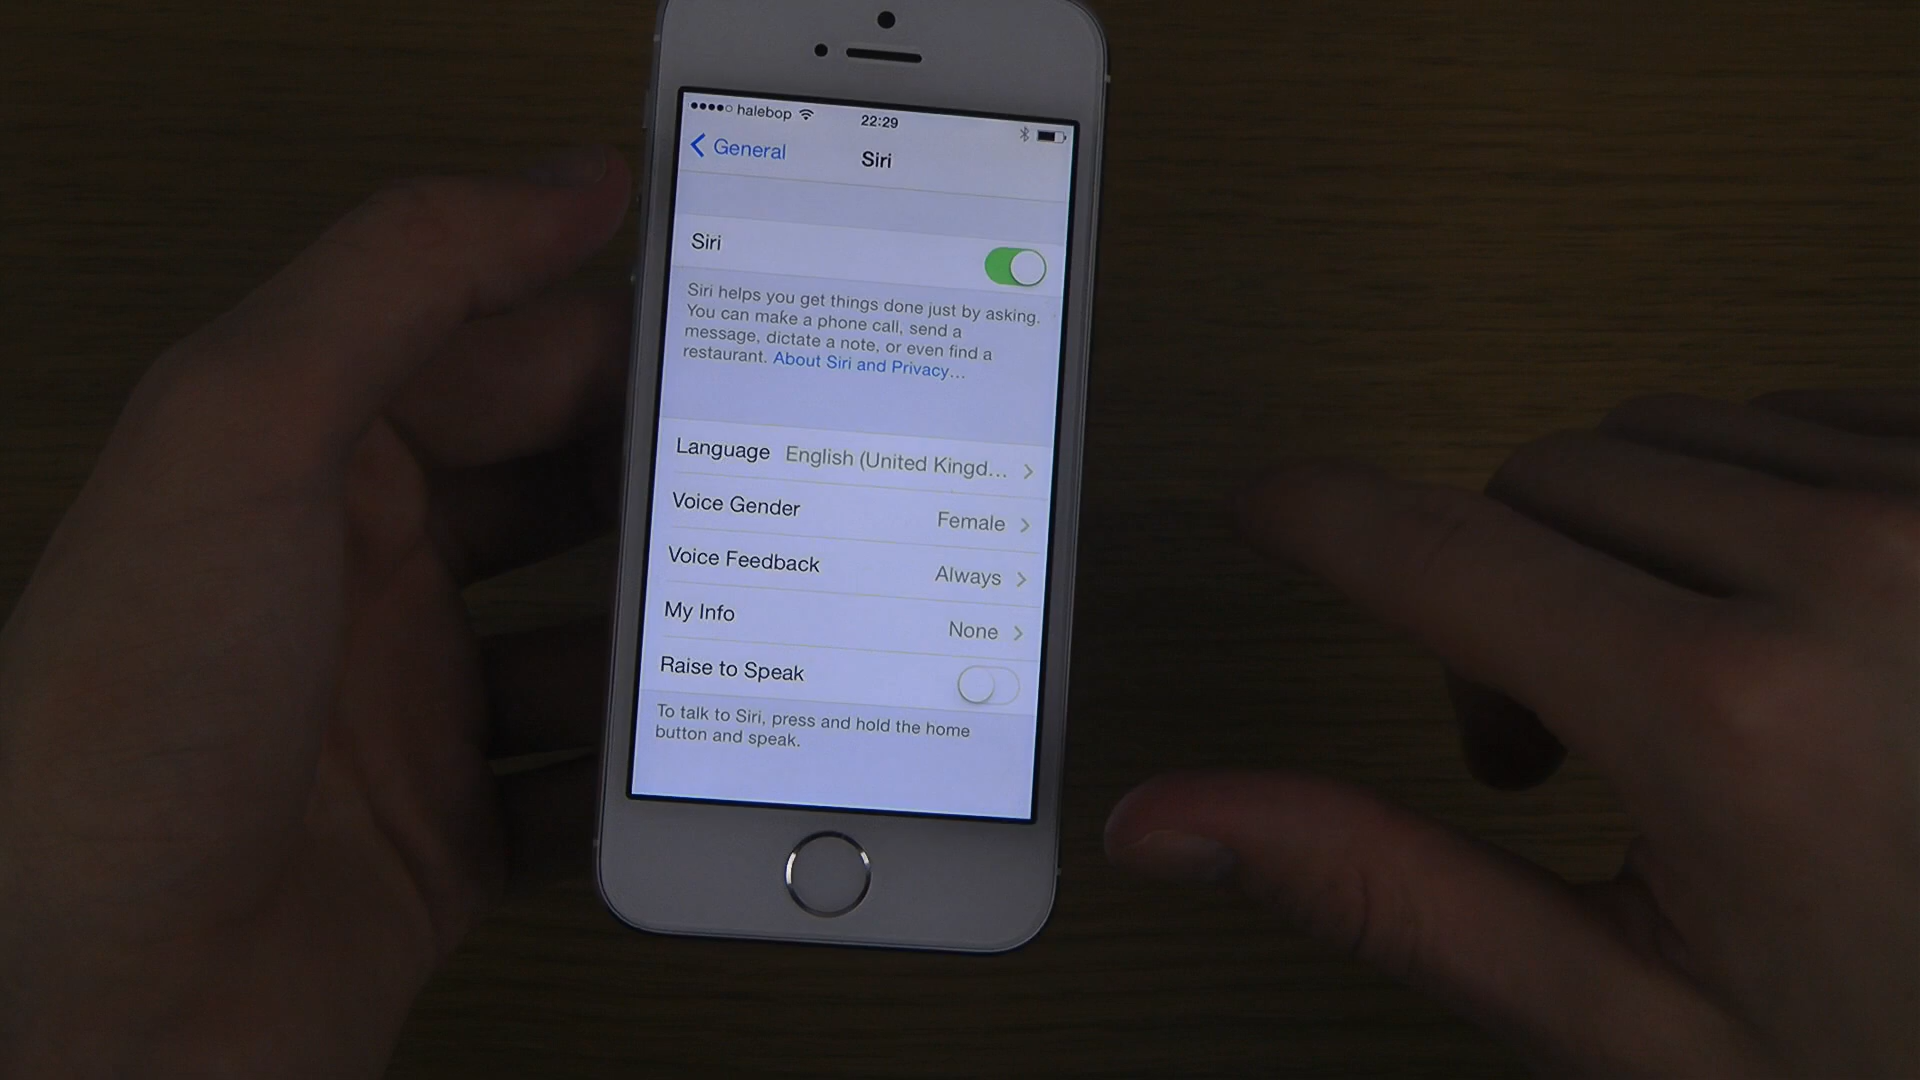 halebop
22:29
General
Siri
Siri
Siri helps you get things done just by asking.
You can make a phone call, send a
message, dictate a note, or even find a
restaurant. About Siri and Privacy…
Language English (United Kingd…
Voice Gender Female
Voice Feedback Always
My Info None
Raise to Speak
To talk to Siri, press and hold the home
button and speak.